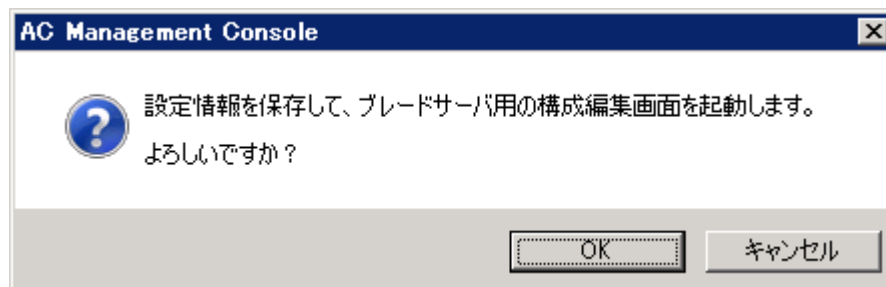 AC Management Console
設定情報を保存して、ブレードサーバ用の構成編集画面を起動します。
よろしいですか？
OK
キャンセル